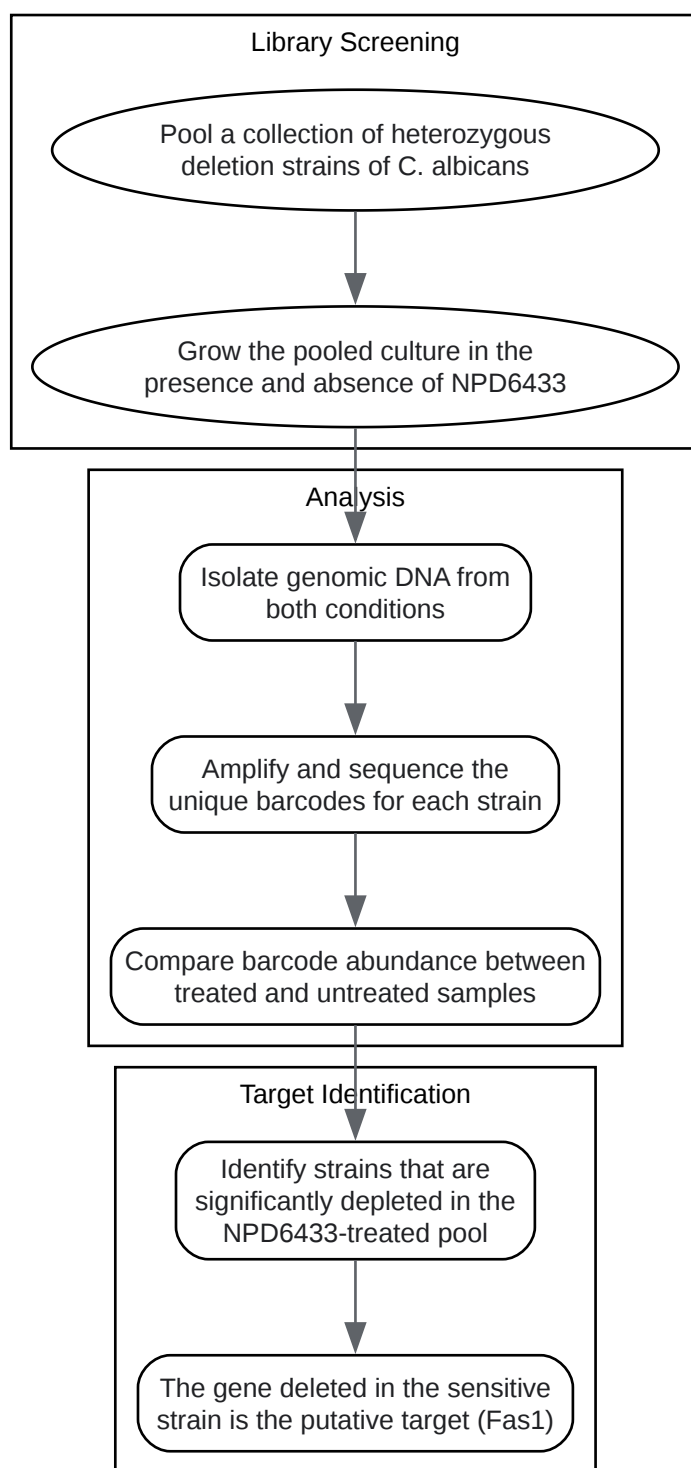 Library Screening
Pool a collection of heterozygous
deletion strains of C. albicans
Grow the pooled culture in the
presence and absence of NPD6433
Analysis
Isolate genomic DNA from
both conditions
Amplify and sequence the
unique barcodes for each strain
Compare barcode abundance between
treated and untreated samples
Target Identification
Identify strains that are
significantly depleted in the
NPD6433-treated pool
The gene deleted in the sensitive
strain is the putative target (Fas1)